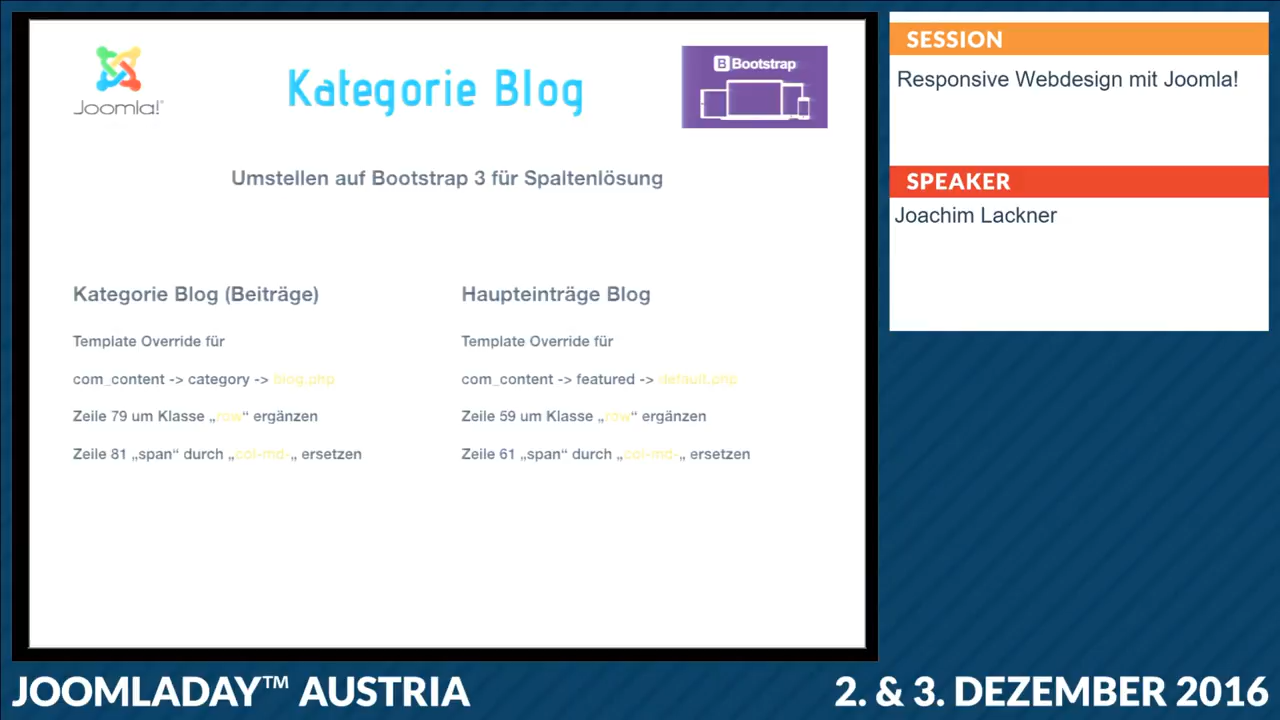 Joomla!®
Kategorie Blog
Bootstrap
Umstellen auf Bootstrap 3 für Spaltenlösung
Kategorie Blog (Beiträge)
Template Override für
com_content -> category -> blog.php
Zeile 79 um Klasse „row“ ergänzen
Zeile 81 „span“ durch „col-md-„ ersetzen
Haupteinträge Blog
Template Override für
com_content -> featured -> default.php
Zeile 59 um Klasse „row“ ergänzen
Zeile 61 „span“ durch „col-md-„ ersetzen
SESSION
Responsive Webdesign mit Joomla!
SPEAKER
Joachim Lackner
JOOMLADAY™ AUSTRIA
2. & 3. DEZEMBER 2016